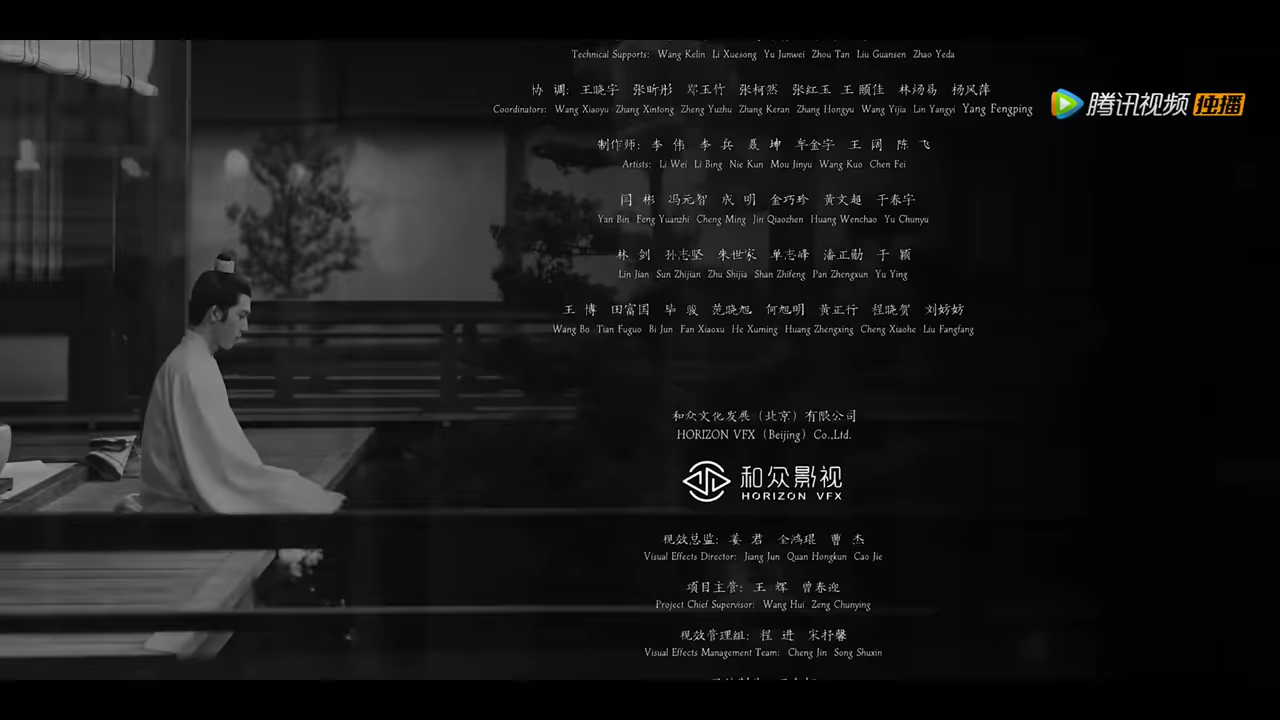 Technical Supports: Wang Kelin Li Xuesong Yu Junwei Zhou Tan Liu Guansen Zhao Yeda
协 调: 王晓宇 张昕彤 郑玉竹 张柯然 张红玉 王颐佳 林炀易 杨风萍
Coordinators: Wang Xiaoyu Zhang Xintong Zheng Yuzhu Zhang Keran Zhang Hongyu Wang Yijia Lin Yangyi Yang Fengping
腾讯视频 独播
制作师: 李 伟 李 兵 聂 坤 牟金宇 王 阔 陈 飞
Artists: Li Wei Li Bing Nie Kun Mou Jinyu Wang Kuo Chen Fei
闫 彬 冯元智 成 明 金巧珍 黄文超 于春宇
Yan Bin Feng Yuanzhi Cheng Ming Jin Qiaozhen Huang Wenchao Yu Chunyu
林 剑 孙志坚 朱世家 单志峰 潘正勋 于 颖
Lin Jian Sun Zhijian Zhu Shijia Shan Zhifeng Pan Zhengxun Yu Ying
王 博 田富国 毕 骏 范晓旭 何旭明 黄正行 程晓贺 刘妨妨
Wang Bo Tian Fuguo Bi Jun Fan Xiaoxu He Xuming Huang Zhengxing Cheng Xiaohe Liu Fangfang
和众文化发展（北京）有限公司
HORIZON VFX（Beijing）Co.,Ltd.
和众影视
HORIZON VFX
视效总监: 姜 君 全鸿琨 曹 杰
Visual Effects Director: Jiang Jun Quan Hongkun Cao Jie
项目主管: 王 辉 曾春迎
Project Chief Supervisor: Wang Hui Zeng Chunying
视效管理组: 程 进 宋抒馨
Visual Effects Management Team: Cheng Jin Song Shuxin